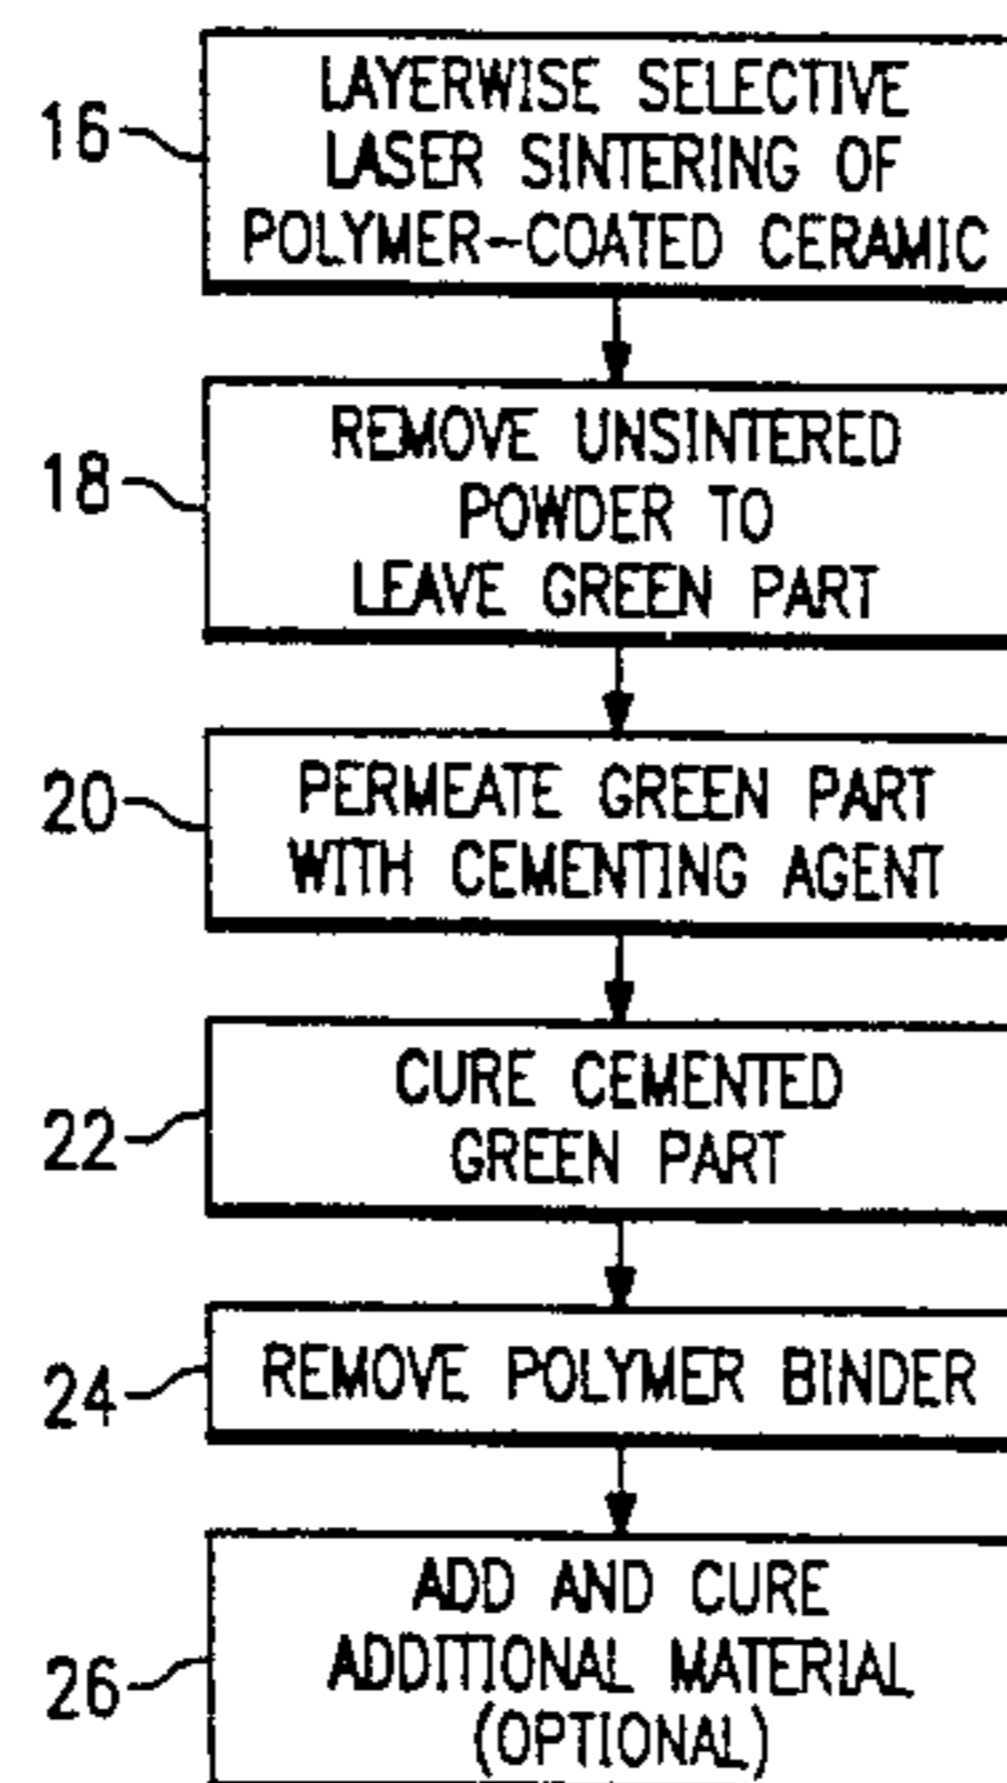 16
LAYERWISE SELECTIVE
LASER SINTERING OF
POLYMER-COATED CERAMIC
18
REMOVE UNSINTERED
POWDER TO
LEAVE GREEN PART
20
PERMEATE GREEN PART
WITH CEMENTING AGENT
22
CURE CEMENTED
GREEN PART
24
REMOVE POLYMER BINDER
26
ADD AND CURE
ADDITIONAL MATERIAL
(OPTIONAL)